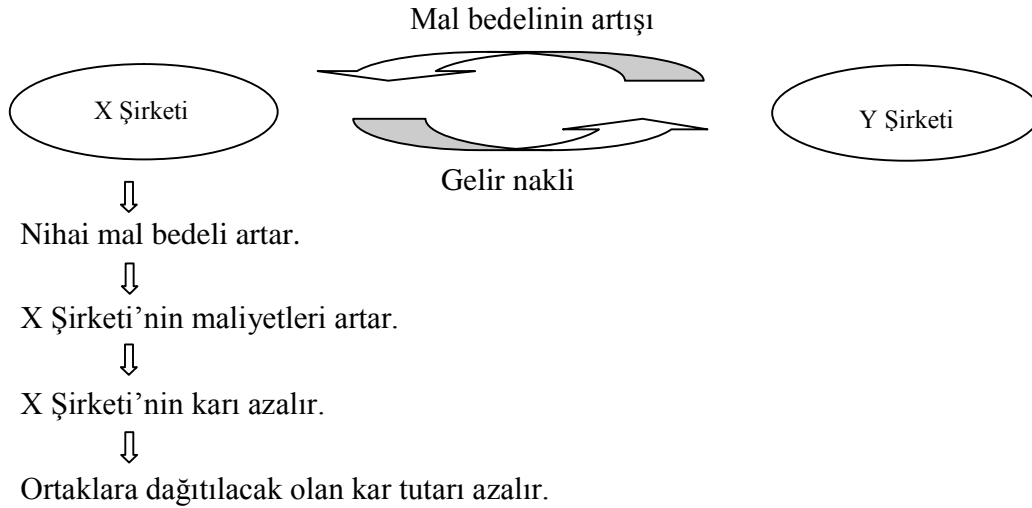 Mal bedelinin artışı
X Şirketi
Y Şirketi
Gelir nakli
Nihai mal bedeli artar.
X Şirketi’nin maliyetleri artar.
X Şirketi’nin karı azalır.
Ortaklara dağıtılacak olan kar tutarı azalır.